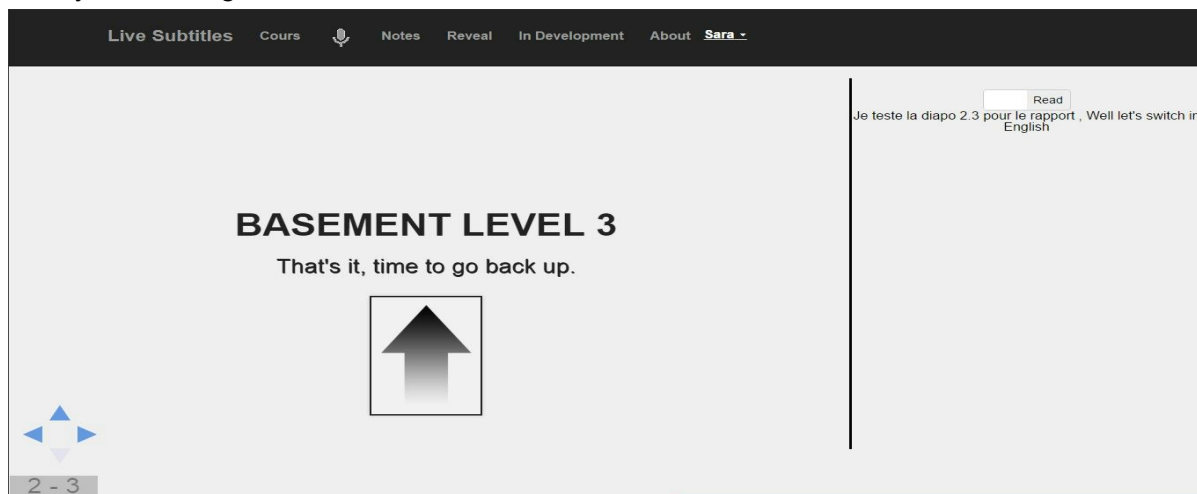 Live Subtitles Cours Notes Reveal In Development About Sara
Read
Je teste la diapo 2.3 pour le rapport , Well let's switch in
English
BASEMENT LEVEL 3
That's it, time to go back up.
2 - 3